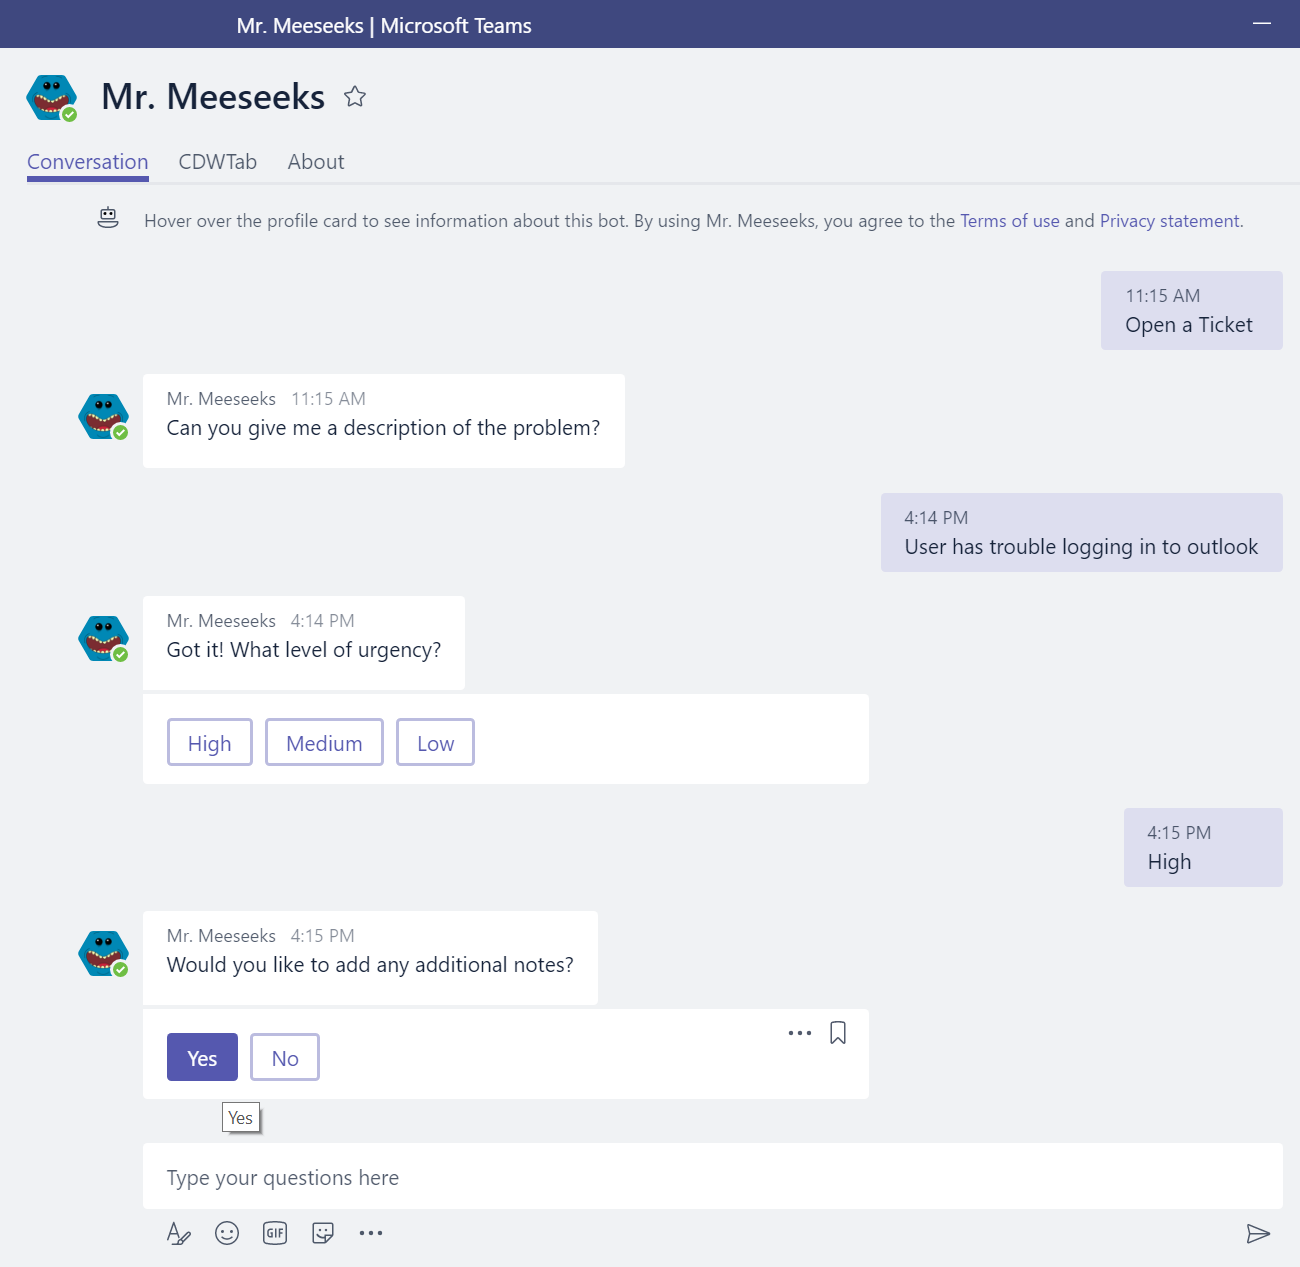 Mr. Meeseeks | Microsoft Teams
Mr. Meeseeks
Conversation CDWTab About
Hover over the profile card to see information about this bot. By using Mr. Meeseeks, you agree to the Terms of use and Privacy statement.
11:15 AM
Open a Ticket
Mr. Meeseeks 11:15 AM
Can you give me a description of the problem?
4:14 PM
User has trouble logging in to outlook
Mr. Meeseeks 4:14 PM
Got it! What level of urgency?
High Medium Low
4:15 PM
High
Mr. Meeseeks 4:15 PM
Would you like to add any additional notes?
Yes No
Yes
Type your questions here
GIF